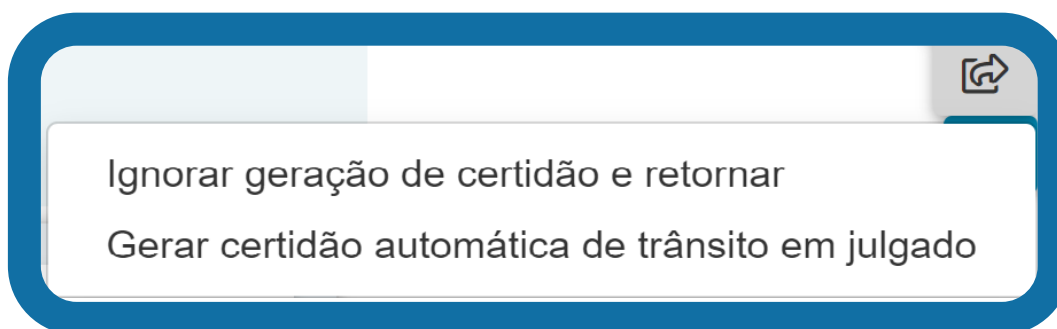 Ignorar geração de certidão e retornar
Gerar certidão automática de trânsito em julgado